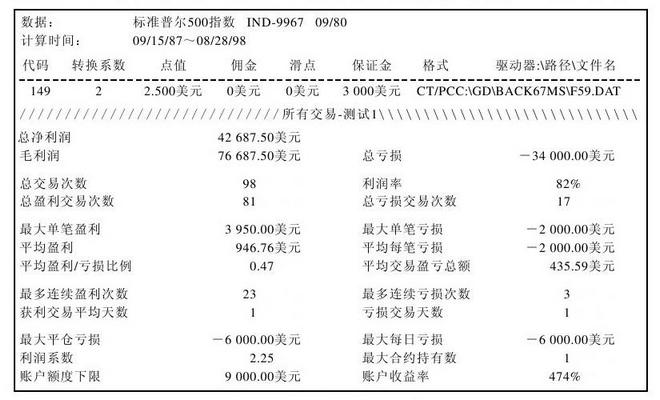 数据： 标准普尔500指数 IND-9967 09/80
计算时间： 09/15/87～08/28/98
代码 转换系数 点值 佣金 滑点 保证金 格式 驱动器:\路径\文件名
149 2 2.500美元 0美元 0美元 3 000美元 CT/PCC:\GD\BACK67MS\F59.DAT
//////////////////////////////所有交易-测试1\\\\\\\\\\\\\\\\\\\\\\\\\\\\\\
总净利润 42 687.50美元
毛利润 76 687.50美元 总亏损 －34 000.00美元
总交易次数 98 利润率 82%
总盈利交易次数 81 总亏损交易次数 17
最大单笔盈利 3 950.00美元 最大单笔亏损 －2 000.00美元
平均盈利 946.76美元 平均每笔亏损 －2 000.00美元
平均盈利/亏损比例 0.47 平均交易盈亏总额 435.59美元
最多连续盈利次数 23 最多连续亏损次数 3
获利交易平均天数 1 亏损交易天数 1
最大平仓亏损 －6 000.00美元 最大每日亏损 －6 000.00美元
利润系数 2.25 最大合约持有数 1
账户额度下限 9 000.00美元 账户收益率 474%